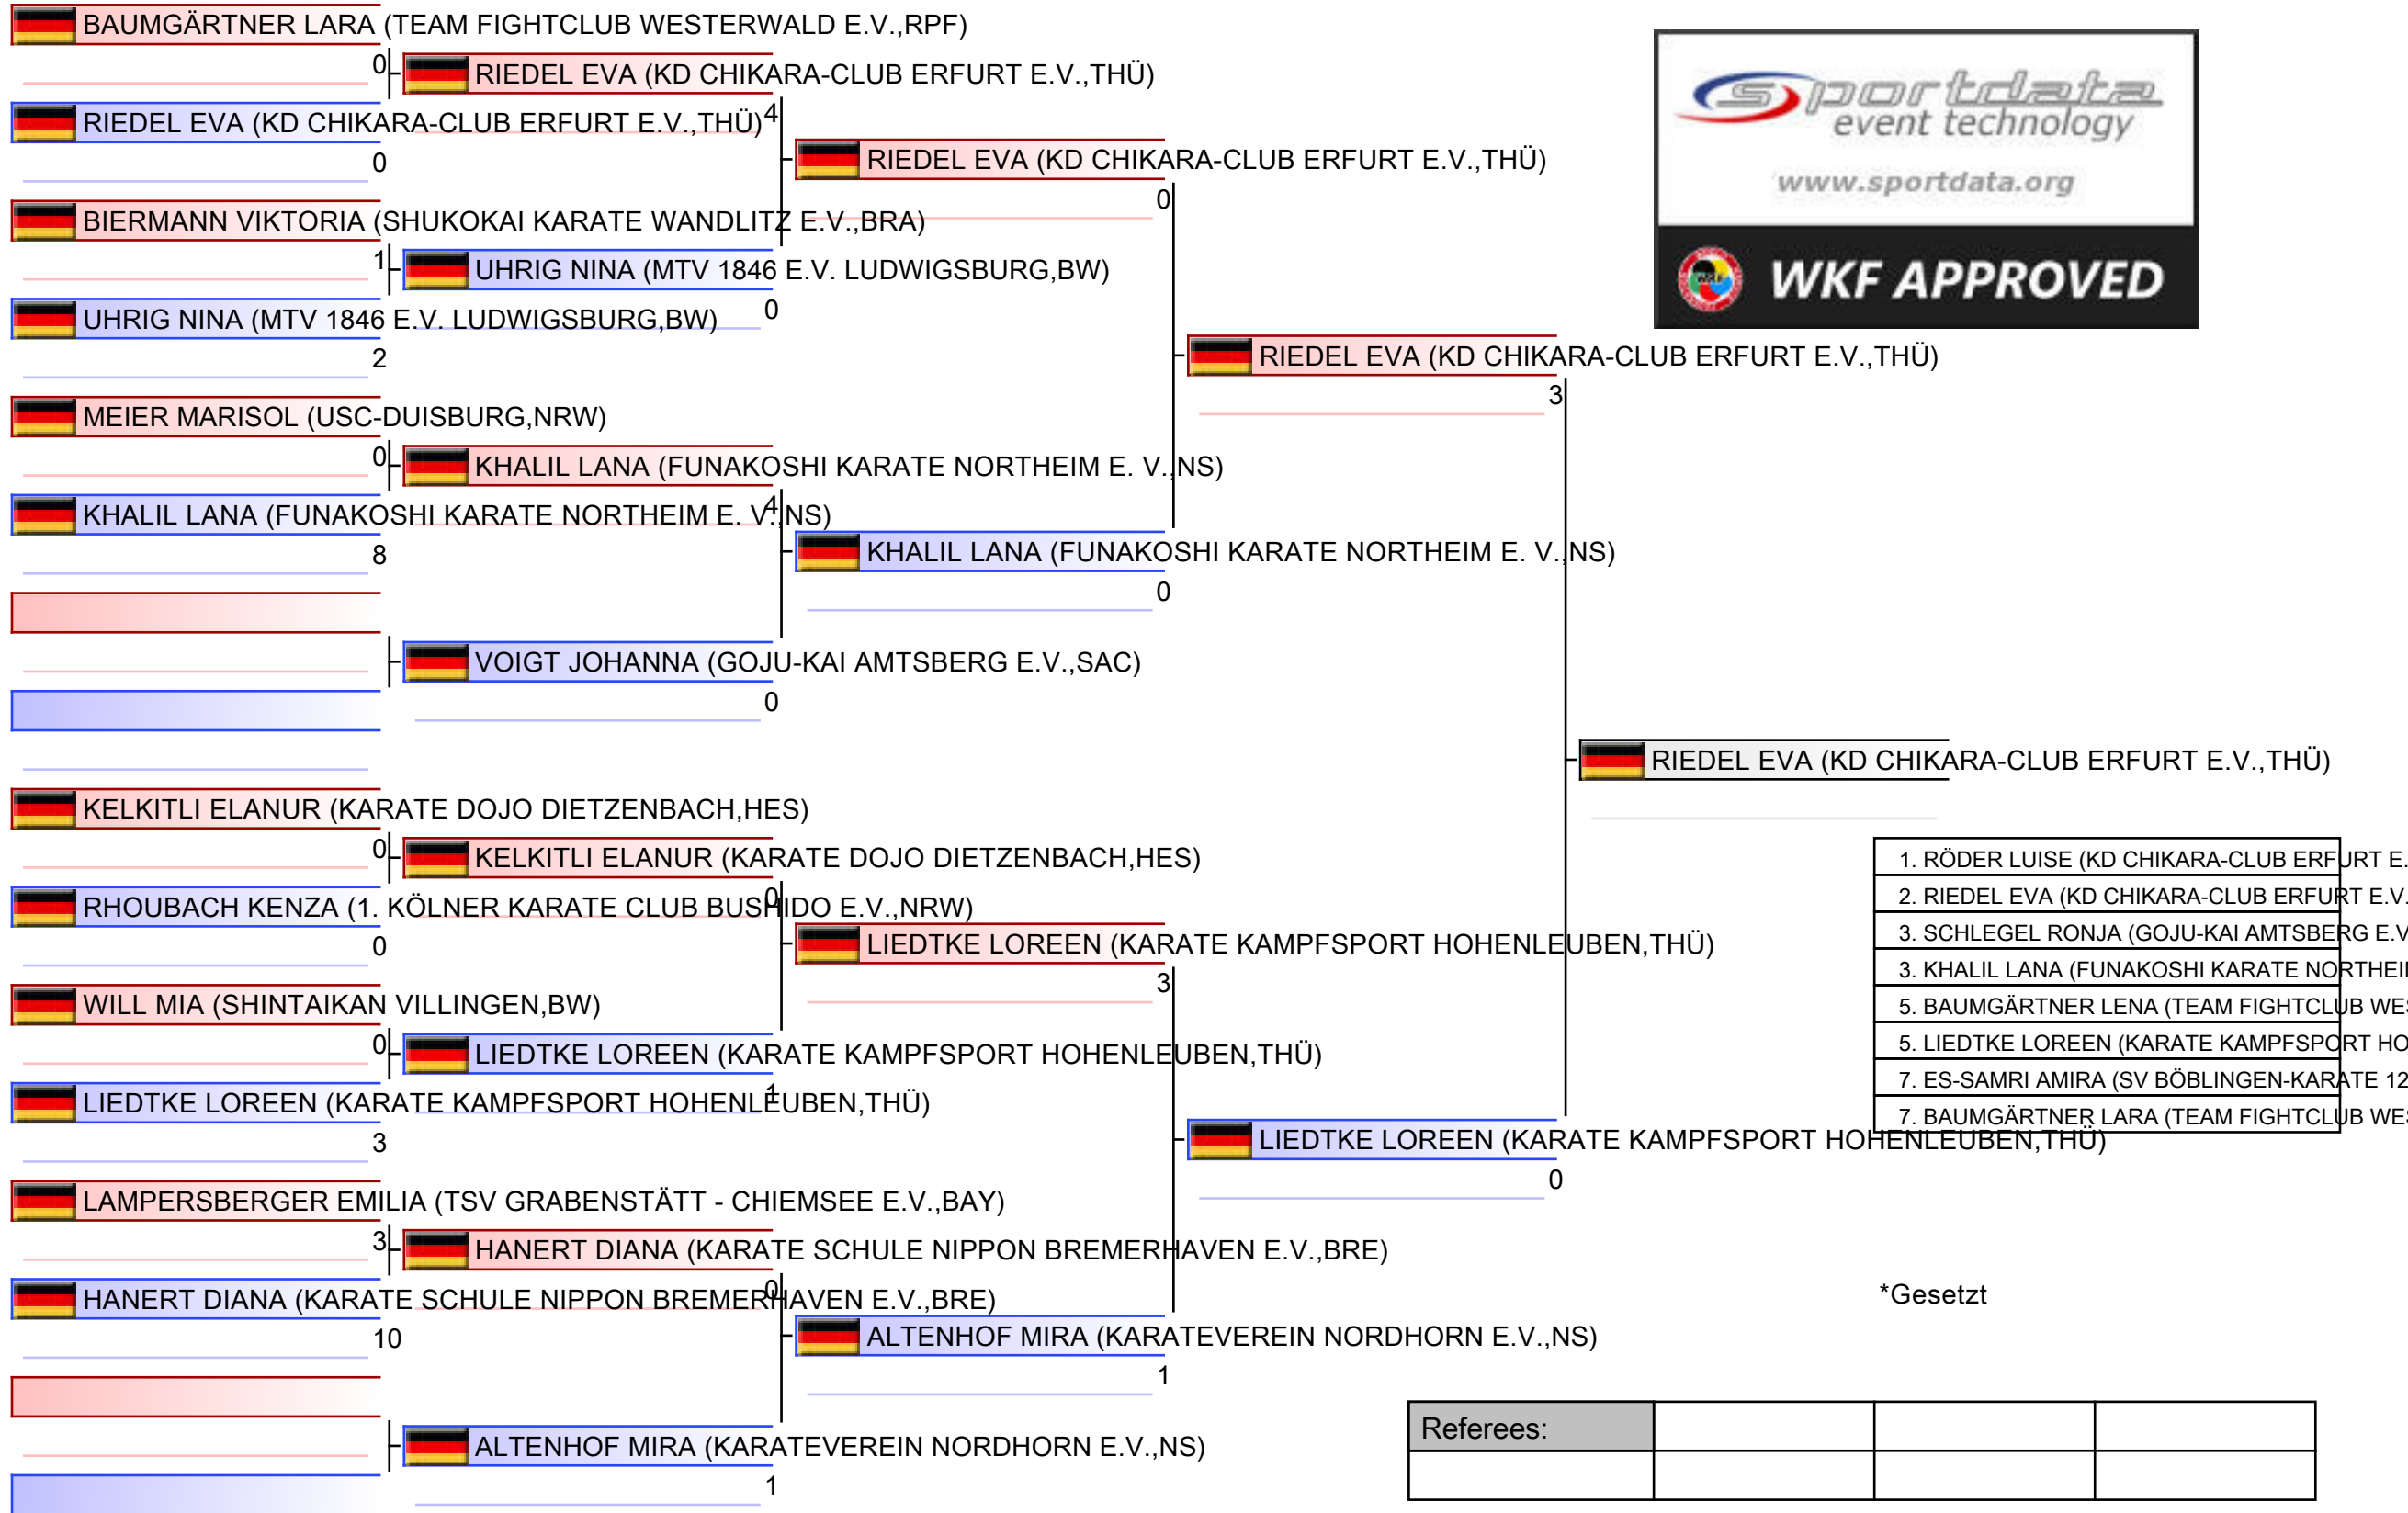 BAUMGÄRTNER LARA (TEAM FIGHTCLUB WESTERWALD E.V.,RPF)
0
RIEDEL EVA (KD CHIKARA-CLUB ERFURT E.V.,THÜ)
4
RIEDEL EVA (KD CHIKARA-CLUB ERFURT E.V.,THÜ)
0
RIEDEL EVA (KD CHIKARA-CLUB ERFURT E.V.,THÜ)
0
BIERMANN VIKTORIA (SHUKOKAI KARATE WANDLITZ E.V.,BRA)
1
UHRIG NINA (MTV 1846 E.V. LUDWIGSBURG,BW)
0
UHRIG NINA (MTV 1846 E.V. LUDWIGSBURG,BW)
2
RIEDEL EVA (KD CHIKARA-CLUB ERFURT E.V.,THÜ)
3
MEIER MARISOL (USC-DUISBURG,NRW)
0
KHALIL LANA (FUNAKOSHI KARATE NORTHEIM E. V.,NS)
4
KHALIL LANA (FUNAKOSHI KARATE NORTHEIM E. V.,NS)
8
KHALIL LANA (FUNAKOSHI KARATE NORTHEIM E. V.,NS)
0
VOIGT JOHANNA (GOJU-KAI AMTSBERG E.V.,SAC)
0
RIEDEL EVA (KD CHIKARA-CLUB ERFURT E.V.,THÜ)
KELKITLI ELANUR (KARATE DOJO DIETZENBACH,HES)
0
KELKITLI ELANUR (KARATE DOJO DIETZENBACH,HES)
0
RHOUBACH KENZA (1. KÖLNER KARATE CLUB BUSHIDO E.V.,NRW)
0
LIEDTKE LOREEN (KARATE KAMPFSPORT HOHENLEUBEN,THÜ)
3
WILL MIA (SHINTAIKAN VILLINGEN,BW)
0
LIEDTKE LOREEN (KARATE KAMPFSPORT HOHENLEUBEN,THÜ)
1
LIEDTKE LOREEN (KARATE KAMPFSPORT HOHENLEUBEN,THÜ)
3
LIEDTKE LOREEN (KARATE KAMPFSPORT HOHENLEUBEN,THÜ)
0
LAMPERSBERGER EMILIA (TSV GRABENSTÄTT - CHIEMSEE E.V.,BAY)
3
HANERT DIANA (KARATE SCHULE NIPPON BREMERHAVEN E.V.,BRE)
0
HANERT DIANA (KARATE SCHULE NIPPON BREMERHAVEN E.V.,BRE)
10
ALTENHOF MIRA (KARATEVEREIN NORDHORN E.V.,NS)
1
ALTENHOF MIRA (KARATEVEREIN NORDHORN E.V.,NS)
1
sportdata
event technology
www.sportdata.org
WKF APPROVED
1. RÖDER LUISE (KD CHIKARA-CLUB ERFURT E.
2. RIEDEL EVA (KD CHIKARA-CLUB ERFURT E.V.
3. SCHLEGEL RONJA (GOJU-KAI AMTSBERG E.V
3. KHALIL LANA (FUNAKOSHI KARATE NORTHEI
5. BAUMGÄRTNER LENA (TEAM FIGHTCLUB WE
5. LIEDTKE LOREEN (KARATE KAMPFSPORT HO
7. ES-SAMRI AMIRA (SV BÖBLINGEN-KARATE 12
7. BAUMGÄRTNER LARA (TEAM FIGHTCLUB WE
*Gesetzt
Referees: